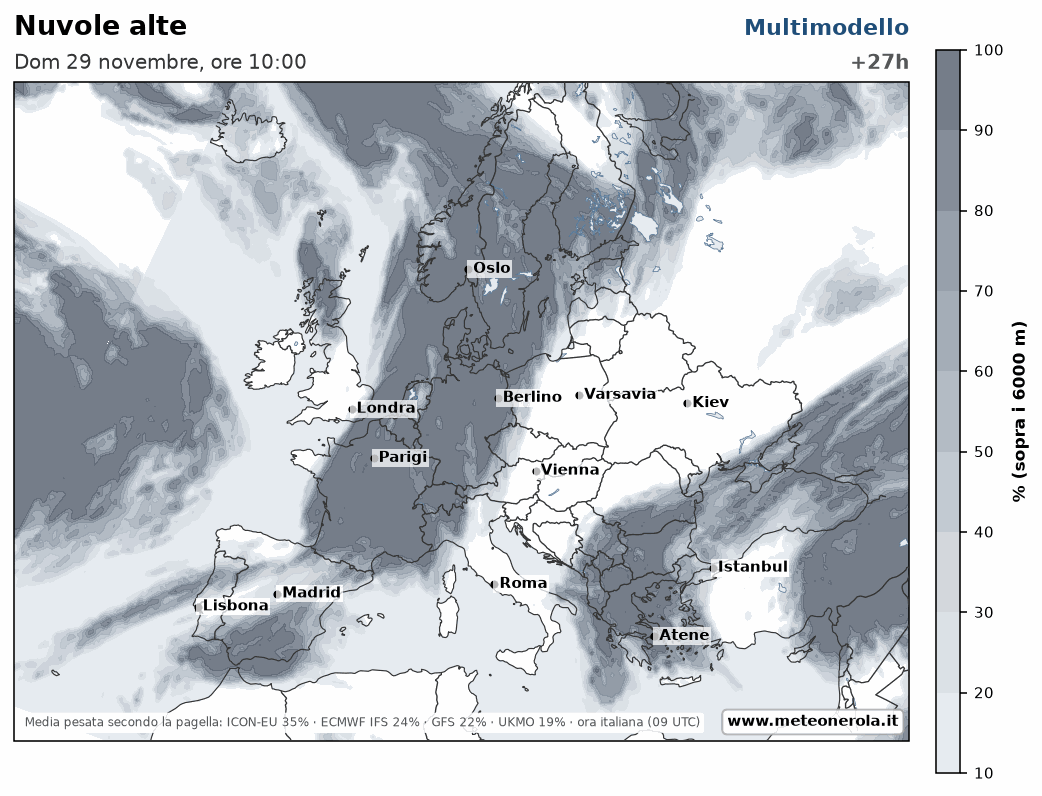 Nuvole alte
Multimodello
Dom 29 novembre, ore 10:00
+27h
100
90
80
70
60
50
40
30
20
10
% (sopra i 6000 m)
Oslo
Londra
Berlino
Varsavia
Kiev
Parigi
Vienna
Istanbul
Roma
Madrid
Lisbona
Atene
Media pesata secondo la pagella: ICON-EU 35% · ECMWF IFS 24% · GFS 22% · UKMO 19% · ora italiana (09 UTC)
www.meteonerola.it